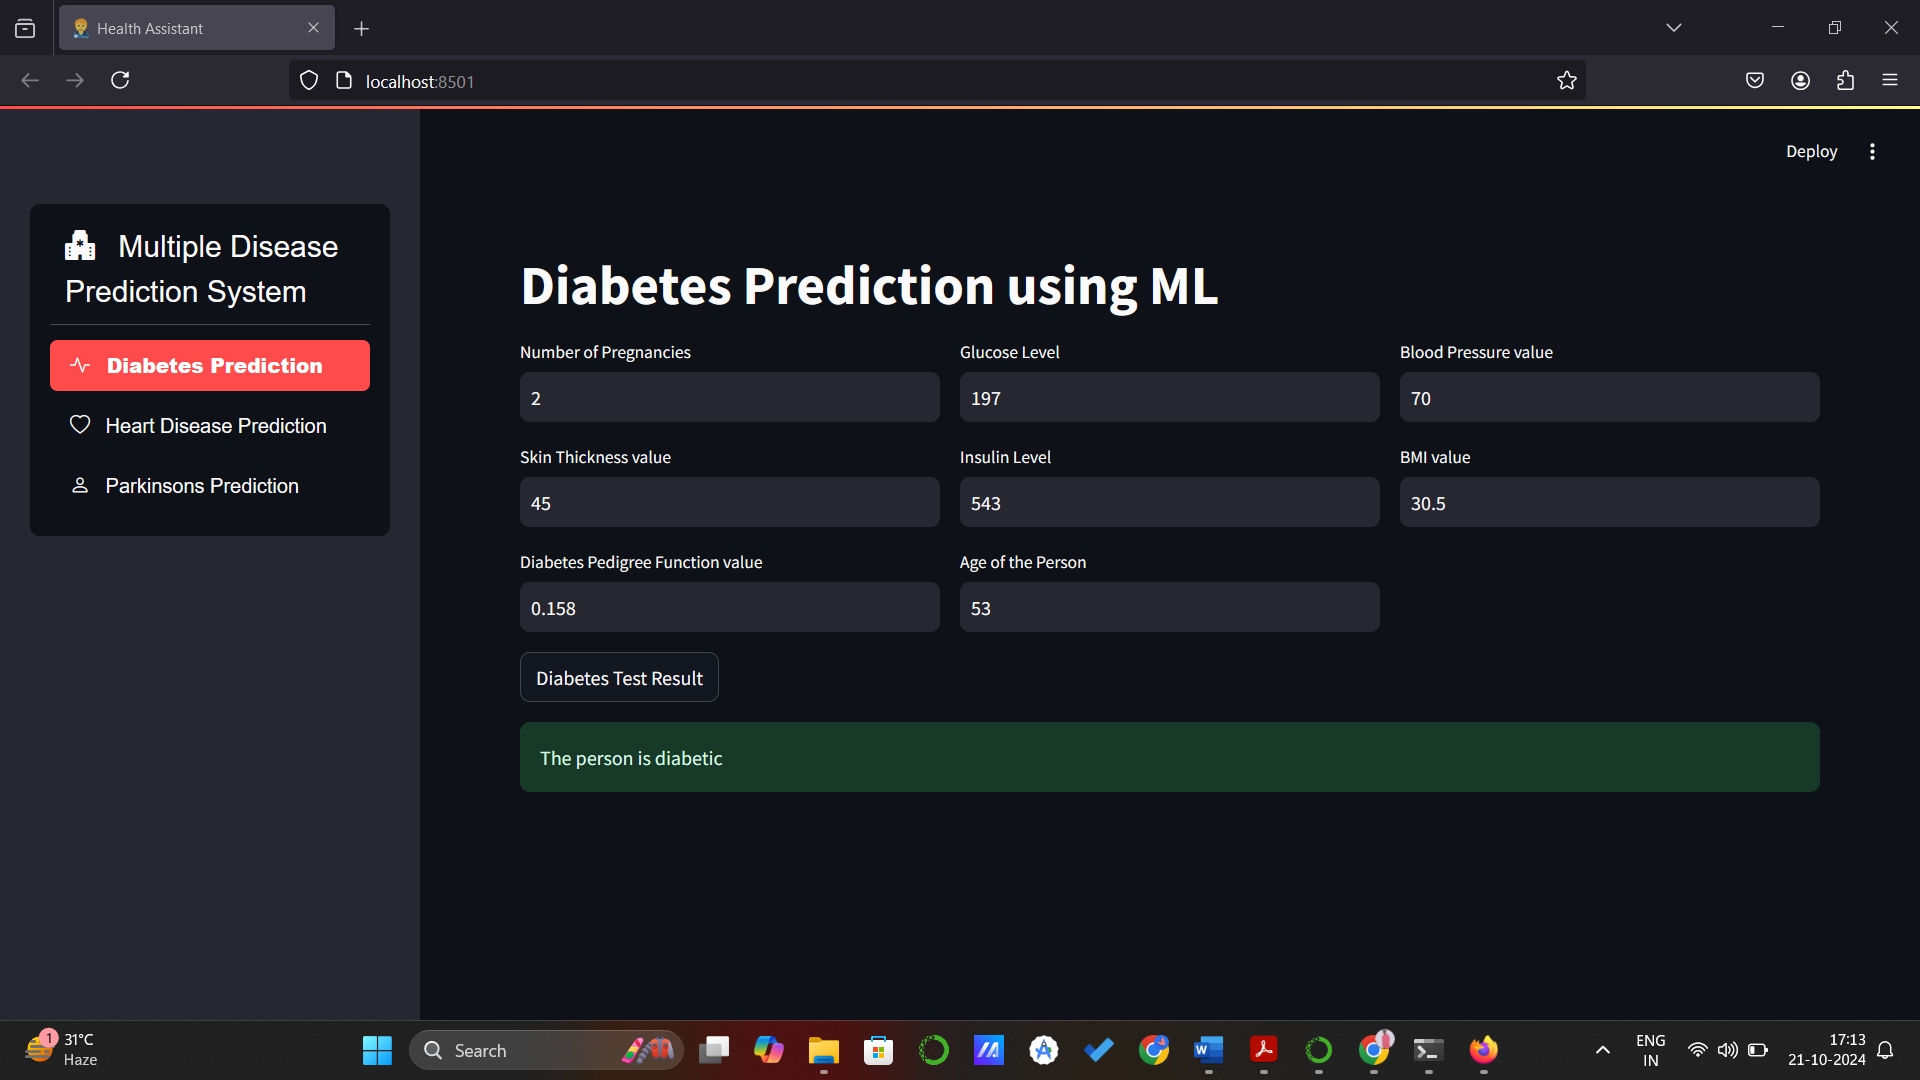 Health Assistant
localhost:8501
Deploy
Multiple Disease
Prediction System
Diabetes Prediction
Heart Disease Prediction
Parkinsons Prediction
Diabetes Prediction using ML
Number of Pregnancies
Glucose Level
Blood Pressure value
2
197
70
Skin Thickness value
Insulin Level
BMI value
45
543
30.5
Diabetes Pedigree Function value
Age of the Person
0.158
53
Diabetes Test Result
The person is diabetic
1
31°C
Haze
Search
ENG
IN
17:13
21-10-2024